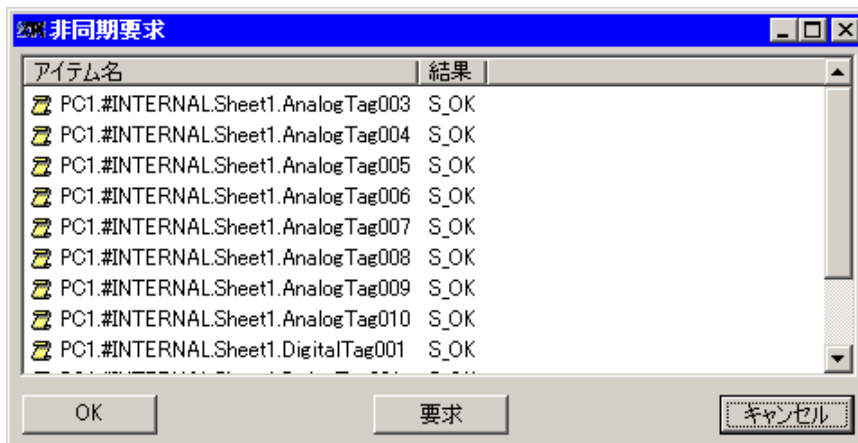 非同期要求
アイテム名 結果
PC1.#INTERNAL.Sheet1.AnalogTag003 S_OK
PC1.#INTERNAL.Sheet1.AnalogTag004 S_OK
PC1.#INTERNAL.Sheet1.AnalogTag005 S_OK
PC1.#INTERNAL.Sheet1.AnalogTag006 S_OK
PC1.#INTERNAL.Sheet1.AnalogTag007 S_OK
PC1.#INTERNAL.Sheet1.AnalogTag008 S_OK
PC1.#INTERNAL.Sheet1.AnalogTag009 S_OK
PC1.#INTERNAL.Sheet1.AnalogTag010 S_OK
PC1.#INTERNAL.Sheet1.DigitalTag001 S_OK
OK 要求 キャンセル